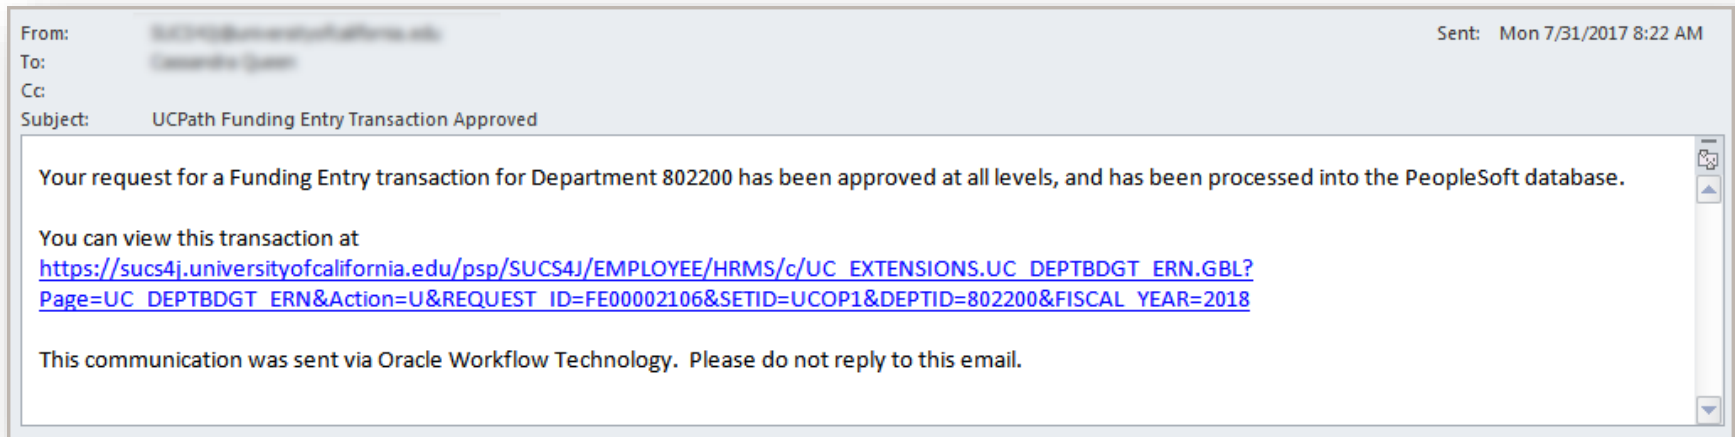 From:
Sent: Mon 7/31/2017 8:22 AM
To:
Cc:
Subject: UCPath Funding Entry Transaction Approved
Your request for a Funding Entry transaction for Department 802200 has been approved at all levels, and has been processed into the PeopleSoft database.
You can view this transaction at
https://sucs4j.universityofcalifornia.edu/psp/SUCS4J/EMPLOYEE/HRMS/c/UC_EXTENSIONS.UC_DEPTBDGT_ERN.GBL?
Page=UC_DEPTBDGT_ERN&Action=U&REQUEST_ID=FE00002106&SETID=UCOP1&DEPTID=802200&FISCAL_YEAR=2018
This communication was sent via Oracle Workflow Technology.  Please do not reply to this email.